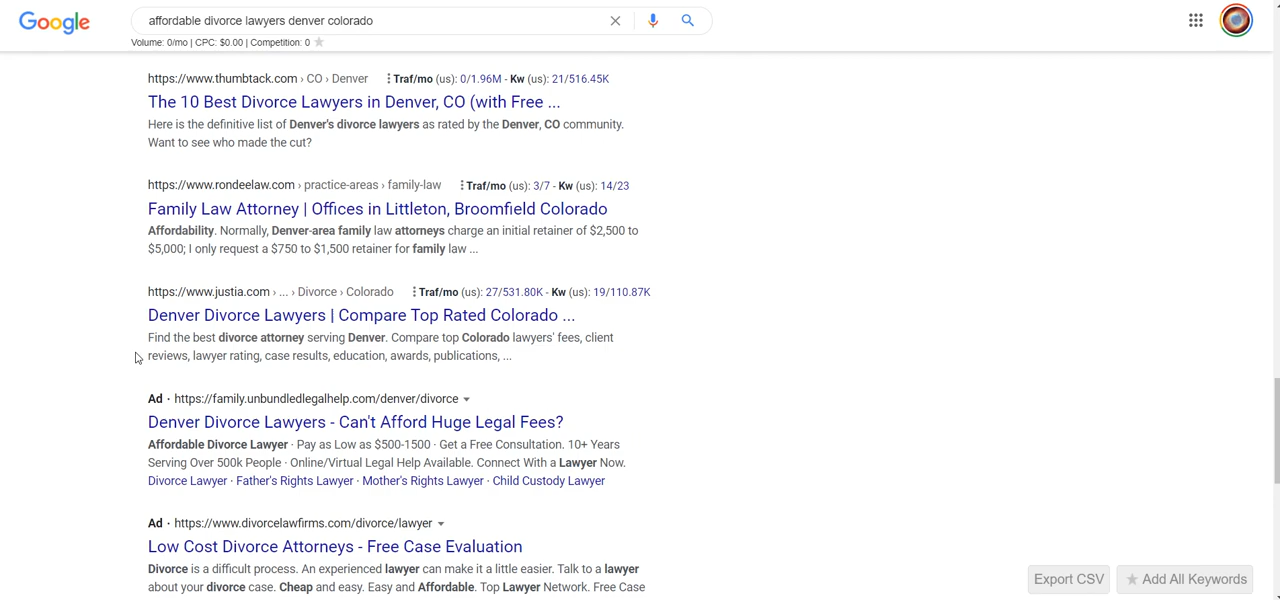 Google
affordable divorce lawyers denver colorado
Volume: 0/mo | CPC: $0.00 | Competition: 0
https://www.thumbtack.com › CO › Denver Traf/mo (us): 0/1.96M - Kw (us): 21/516.45K
The 10 Best Divorce Lawyers in Denver, CO (with Free ...
Here is the definitive list of Denver's divorce lawyers as rated by the Denver, CO community.
Want to see who made the cut?
https://www.rondeelaw.com › practice-areas › family-law Traf/mo (us): 3/7 - Kw (us): 14/23
Family Law Attorney | Offices in Littleton, Broomfield Colorado
Affordability. Normally, Denver-area family law attorneys charge an initial retainer of $2,500 to
$5,000; I only request a $750 to $1,500 retainer for family law ...
https://www.justia.com › ... › Divorce › Colorado Traf/mo (us): 27/531.80K - Kw (us): 19/110.87K
Denver Divorce Lawyers | Compare Top Rated Colorado ...
Find the best divorce attorney serving Denver. Compare top Colorado lawyers' fees, client
reviews, lawyer rating, case results, education, awards, publications, ...
Ad · https://family.unbundledlegalhelp.com/denver/divorce
Denver Divorce Lawyers - Can't Afford Huge Legal Fees?
Affordable Divorce Lawyer · Pay as Low as $500-1500 · Get a Free Consultation. 10+ Years
Serving Over 500k People · Online/Virtual Legal Help Available. Connect With a Lawyer Now.
Divorce Lawyer · Father's Rights Lawyer · Mother's Rights Lawyer · Child Custody Lawyer
Ad · https://www.divorcelawfirms.com/divorce/lawyer
Low Cost Divorce Attorneys - Free Case Evaluation
Divorce is a difficult process. An experienced lawyer can make it a little easier. Talk to a lawyer
about your divorce case. Cheap and easy. Easy and Affordable. Top Lawyer Network. Free Case
Export CSV
Add All Keywords